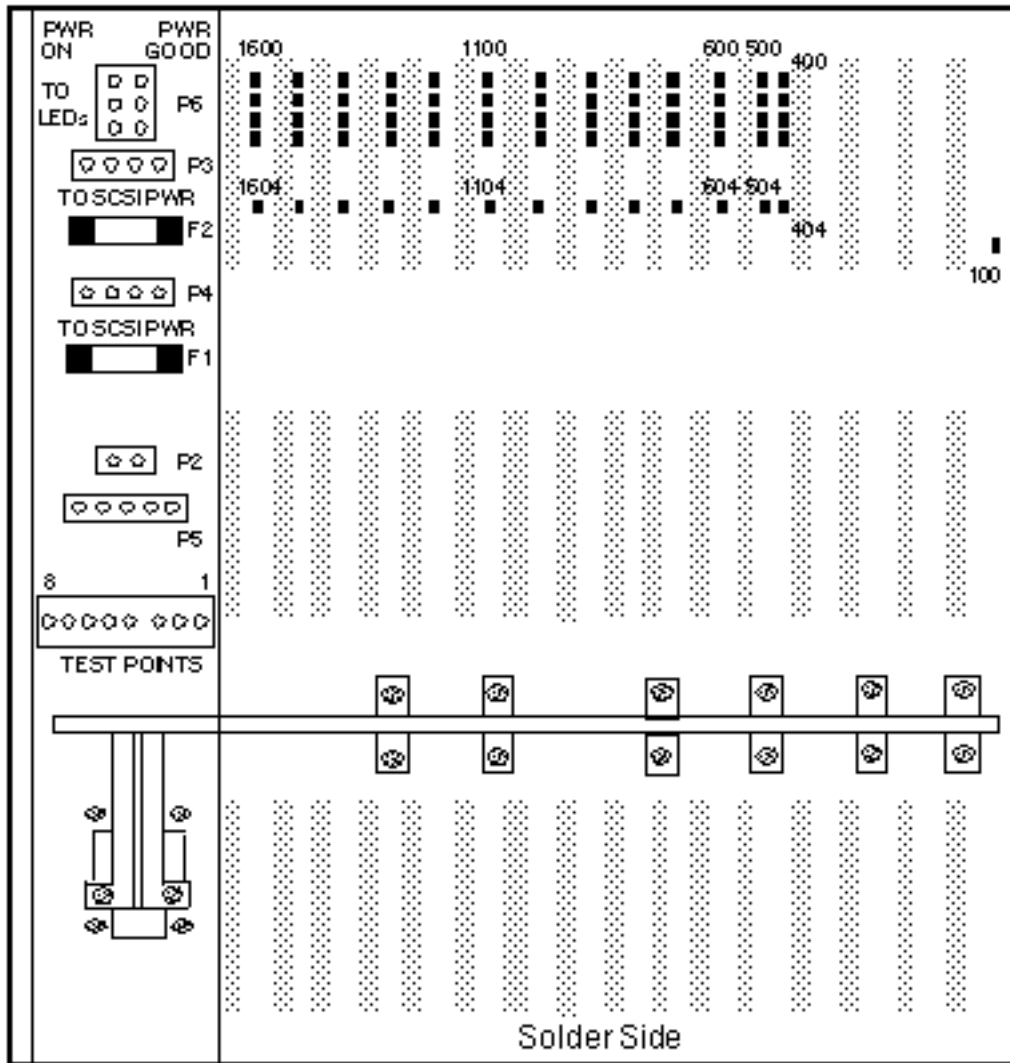 PWR ON
PWR GOOD
TO LEDs
P6
P3
TO SCSI PWR
F2
P4
TO SCSI PWR
F1
P2
P5
8 1
TEST POINTS
1600 1100 600 500 400
1604 1104 604 504 404
100
Solder Side